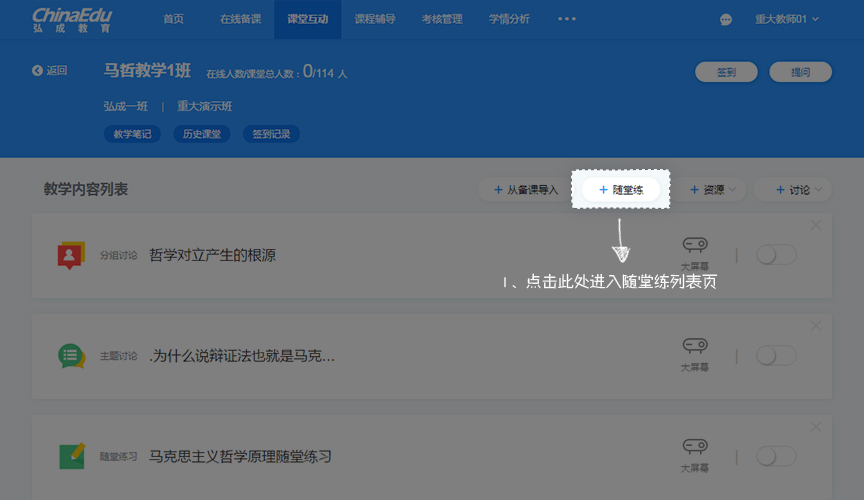 ChinaEdu
弘成教育
首页 在线备课 课堂互动 课程辅导 考核管理 学情分析 ••• 重大教师01
返回 马哲教学1班 在线人数/课堂总人数：0/114 人 签到 提问
弘成一班 | 重大演示班
教学笔记 历史课堂 签到记录
教学内容列表 + 从备课导入 + 随堂练 + 资源 + 讨论
分组讨论 哲学对立产生的根源 大屏幕
1、点击此处进入随堂练列表页
主题讨论 .为什么说辩证法也就是马克... 大屏幕
随堂练习 马克思主义哲学原理随堂练习 大屏幕